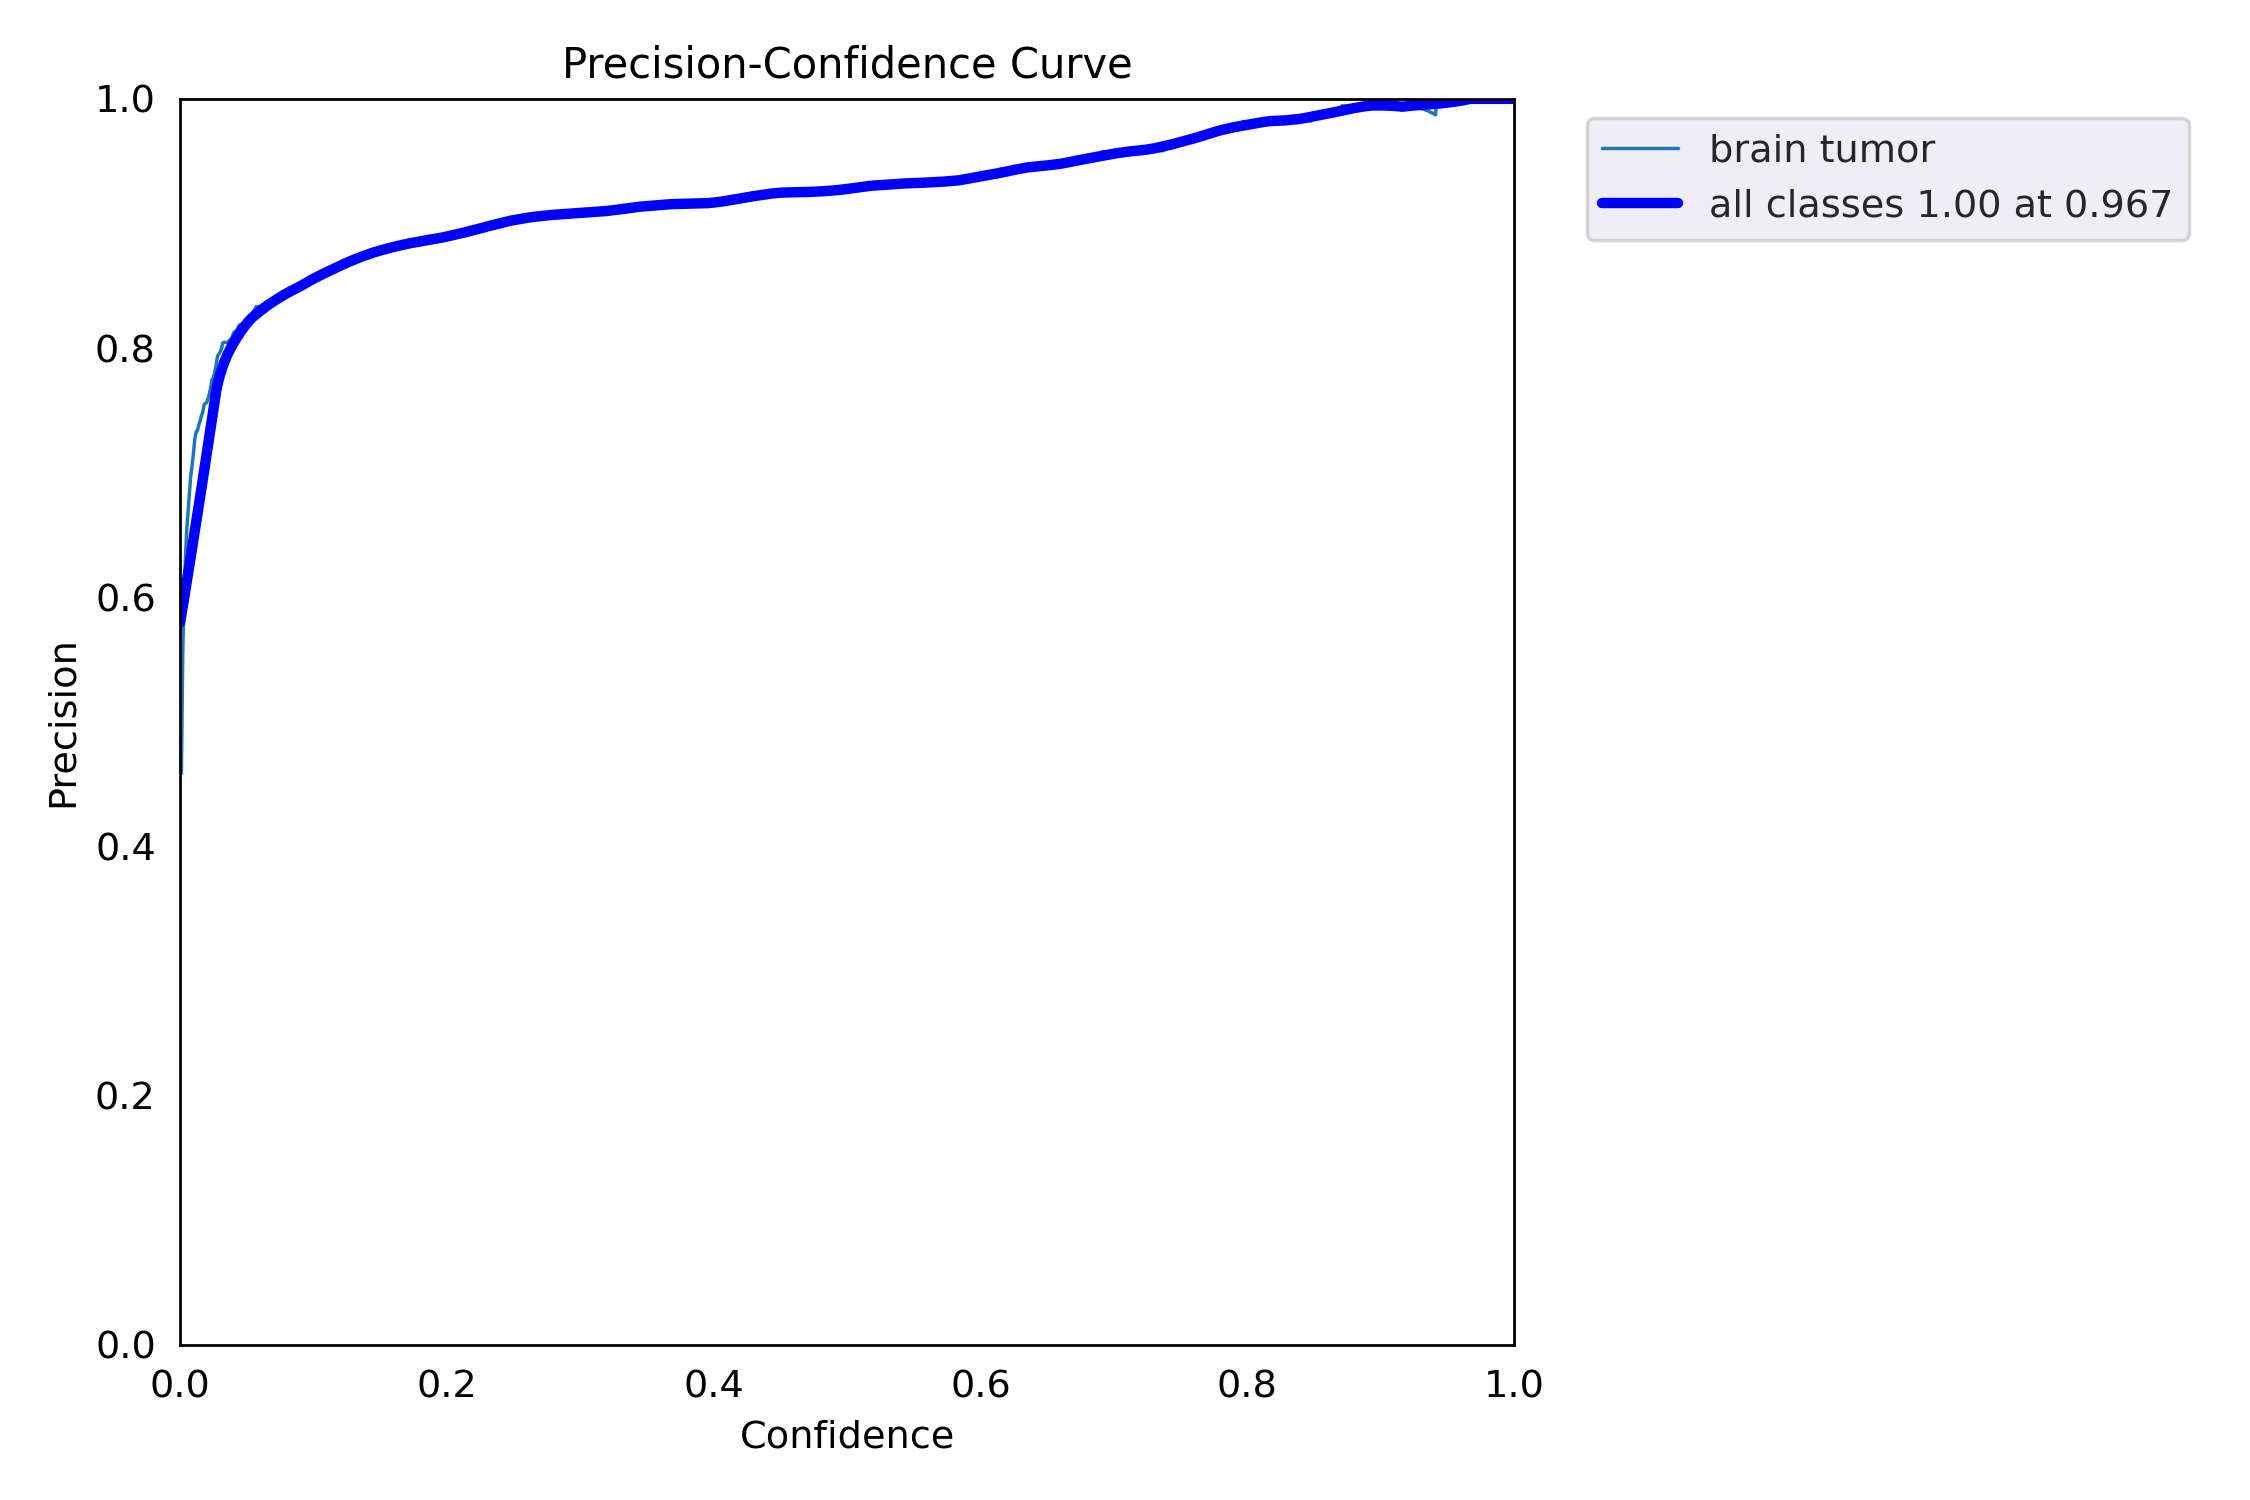 Precision-Confidence Curve
1.0
0.8
0.6
0.4
0.2
0.0
Precision
0.0 0.2 0.4 0.6 0.8 1.0
Confidence
brain tumor
all classes 1.00 at 0.967